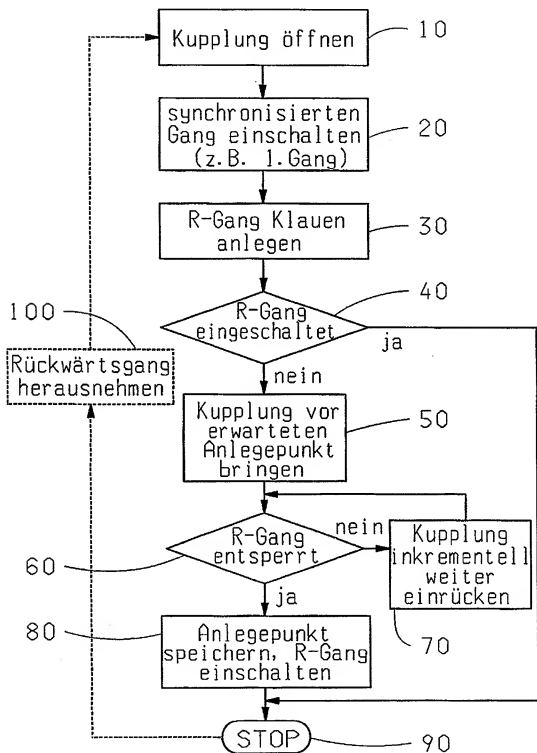 Kupplung öffnen
10
synchronisierten
Gang einschalten
(z.B. 1.Gang)
20
R-Gang Klauen
anlegen
30
R-Gang
eingeschaltet
40
ja
nein
100
Rückwärtsgang
herausnehmen
Kupplung vor
erwarteten
Anlegepunkt
bringen
50
R-Gang
entsperrt
60
nein
ja
Kupplung
inkrementell
weiter
einrücken
70
80
Anlegepunkt
speichern, R-Gang
einschalten
STOP
90